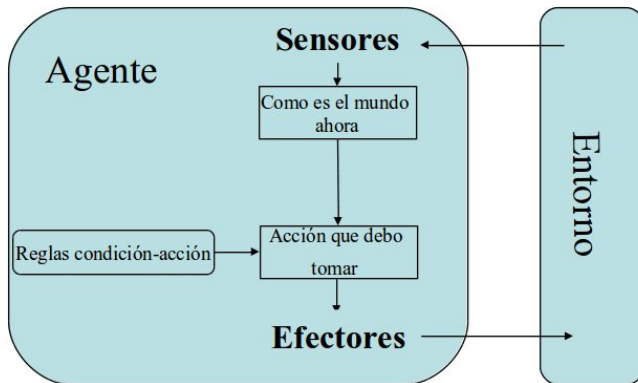 Sensores
Agente
Como es el mundo
ahora
Entorno
Reglas condición-acción
Acción que debo
tomar
Efectores